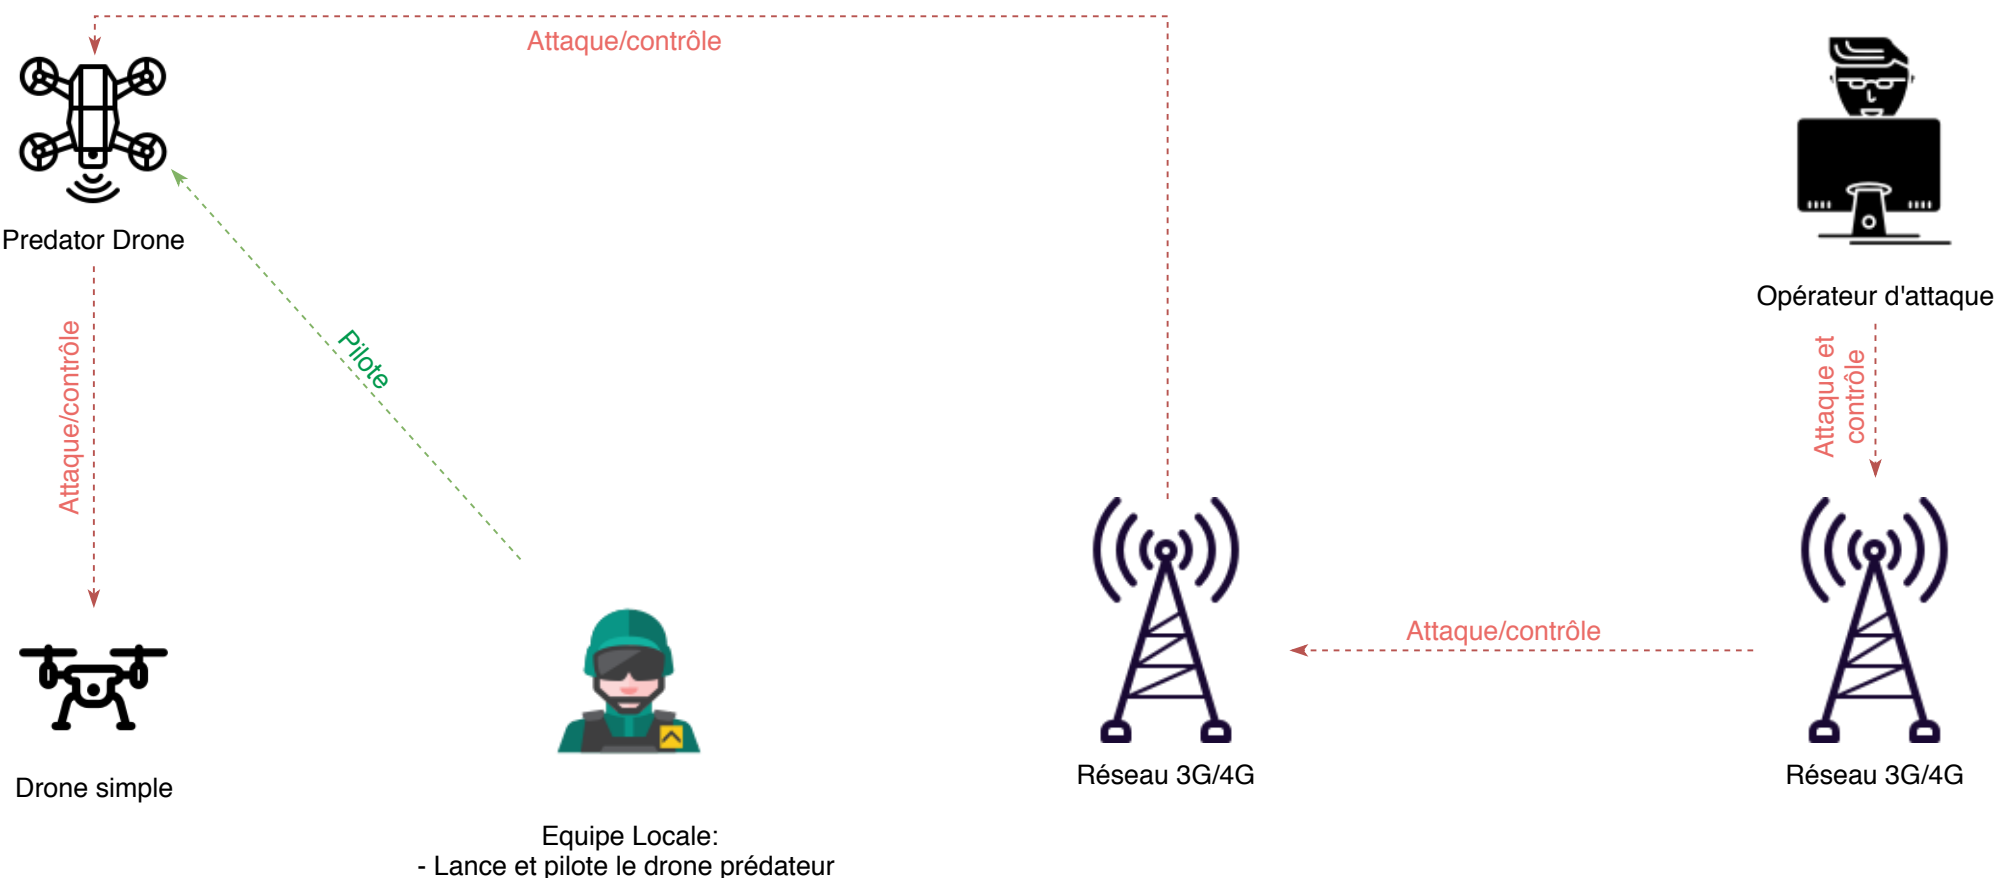 Attaque/contrôle
Predator Drone
Opérateur d'attaque
Attaque/contrôle
Pilote
Attaque et
contrôle
Attaque/contrôle
Drone simple
Réseau 3G/4G
Réseau 3G/4G
Equipe Locale:
- Lance et pilote le drone prédateur